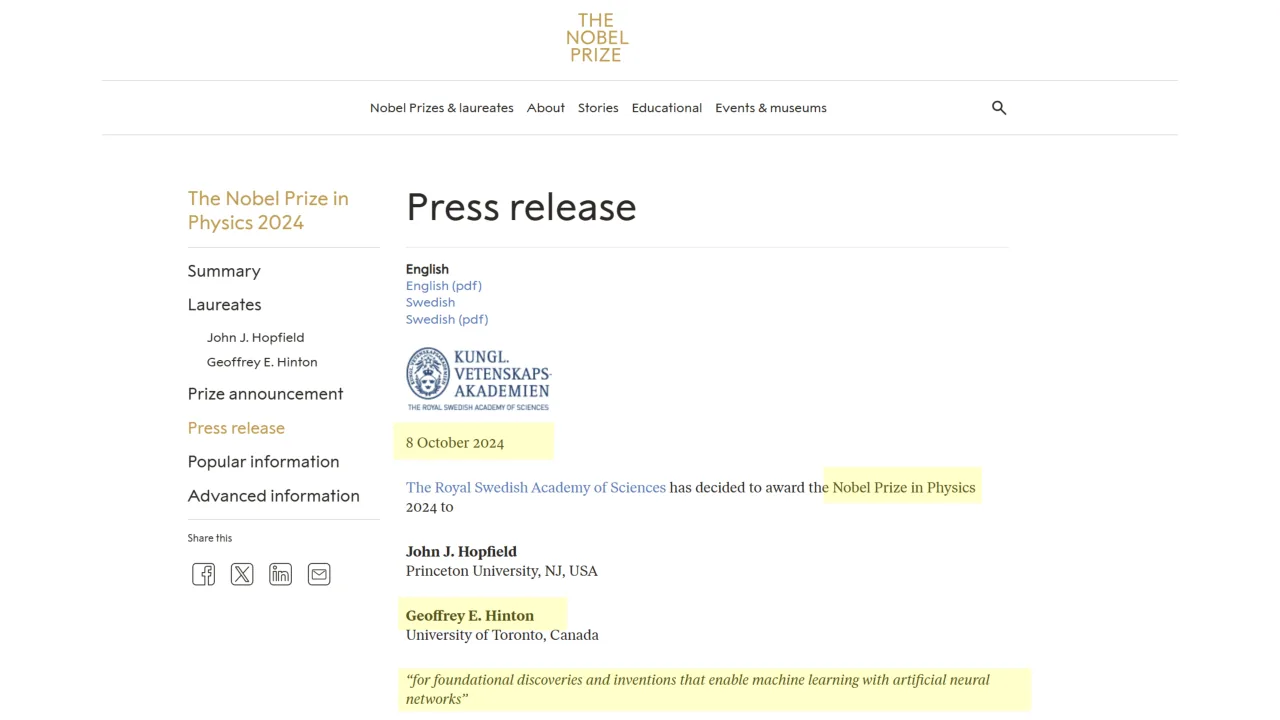 THE
NOBEL
PRIZE
Nobel Prizes & laureates About Stories Educational Events & museums
The Nobel Prize in
Physics 2024
Summary
Laureates
John J. Hopfield
Geoffrey E. Hinton
Prize announcement
Press release
Popular information
Advanced information
Share this
Press release
English
English (pdf)
Swedish
Swedish (pdf)
KUNGL.
VETENSKAPS-
AKADEMIEN
THE ROYAL SWEDISH ACADEMY OF SCIENCES
8 October 2024
The Royal Swedish Academy of Sciences has decided to award the Nobel Prize in Physics
2024 to
John J. Hopfield
Princeton University, NJ, USA
Geoffrey E. Hinton
University of Toronto, Canada
“for foundational discoveries and inventions that enable machine learning with artificial neural
networks”